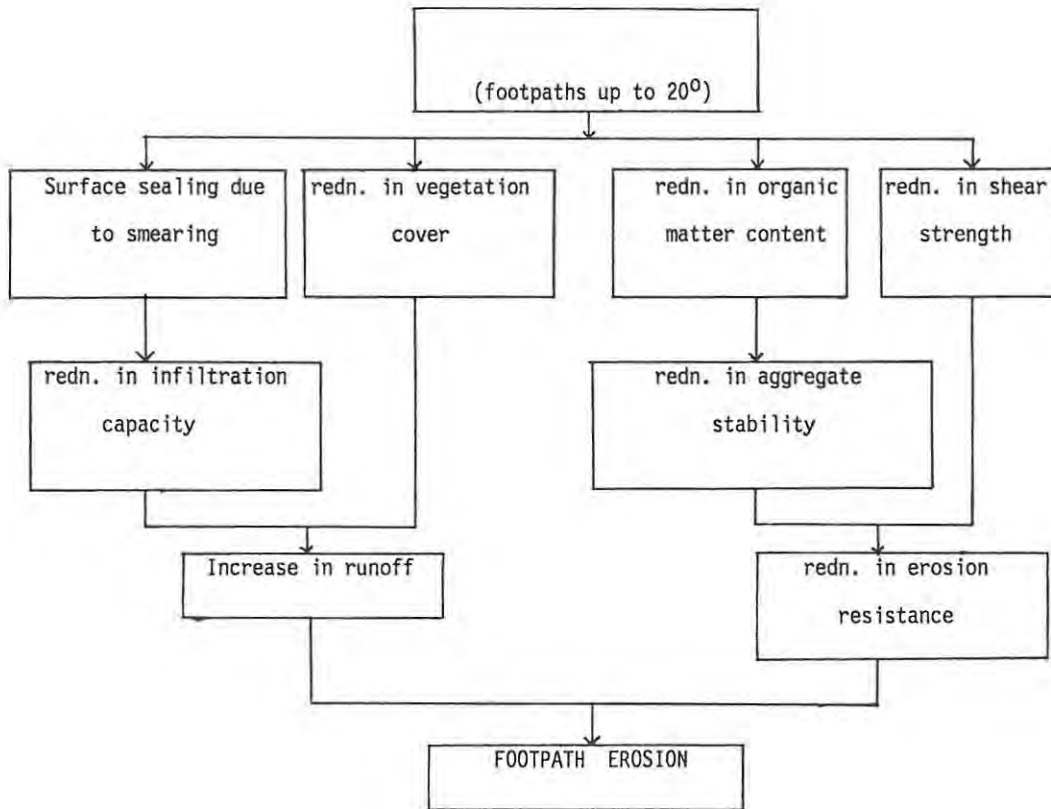 (footpaths up to 20⁰)
Surface sealing due
to smearing
redn. in vegetation
cover
redn. in organic
matter content
redn. in shear
strength
redn. in infiltration
capacity
redn. in aggregate
stability
Increase in runoff
redn. in erosion
resistance
FOOTPATH EROSION